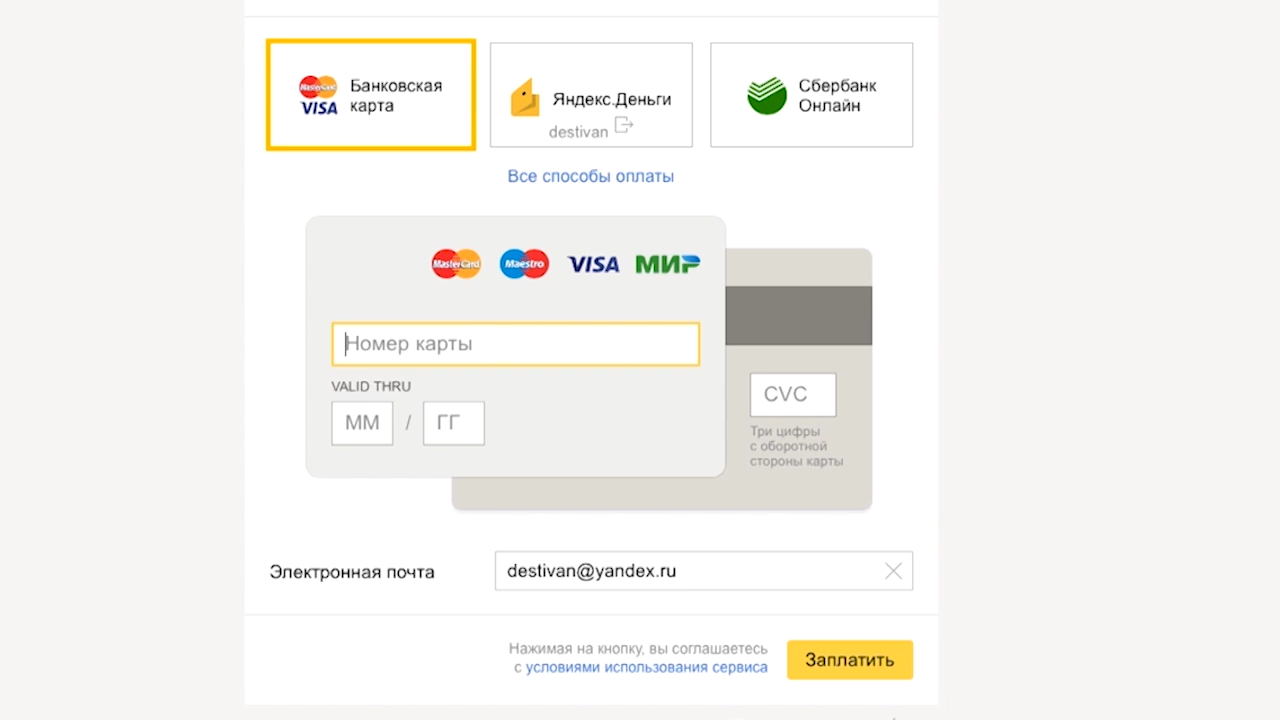 MasterCard
VISA
Банковская
карта
Яндекс.Деньги
destivan
Сбербанк
Онлайн
Все способы оплаты
MasterCard Maestro VISA МИР
Номер карты
VALID THRU
ММ / ГГ
CVC
Три цифры
с оборотной
стороны карты
Электронная почта destivan@yandex.ru
Нажимая на кнопку, вы соглашаетесь
с условиями использования сервиса
Заплатить